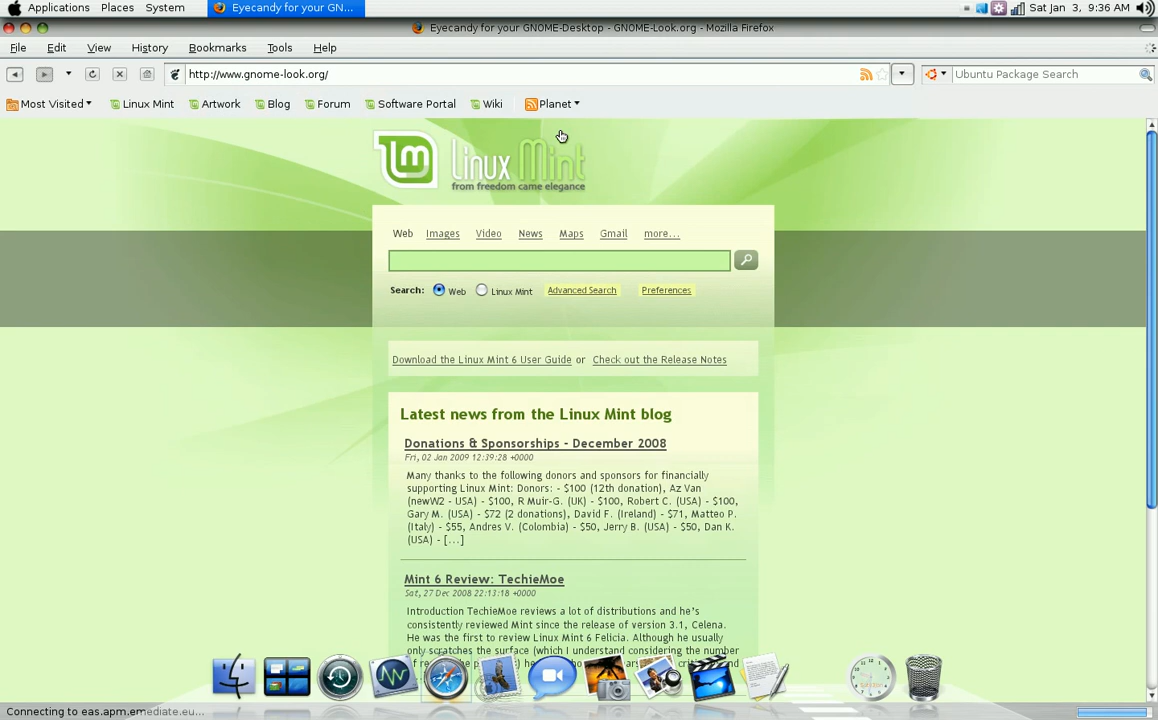 Applications Places System Eyecandy for your GN... Sat Jan 3, 9:36 AM
Eyecandy for your GNOME-Desktop - GNOME-Look.org - Mozilla Firefox
File Edit View History Bookmarks Tools Help
http://www.gnome-look.org/ Ubuntu Package Search
Most Visited Linux Mint Artwork Blog Forum Software Portal Wiki Planet
Linux Mint
from freedom came elegance
Web Images Video News Maps Gmail more...
Search: Web Linux Mint Advanced Search Preferences
Download the Linux Mint 6 User Guide or Check out the Release Notes
Latest news from the Linux Mint blog
Donations & Sponsorships - December 2008
Fri, 02 Jan 2009 12:39:28 +0000
Many thanks to the following donors and sponsors for financially
supporting Linux Mint: Donors: - $100 (12th donation), Az Van
(newW2 - USA) - $100, R Muir-G. (UK) - $100, Robert C. (USA) - $100,
Gary M. (USA) - $72 (2 donations), David F. (Ireland) - $71, Matteo P.
(Italy) - $55, Andres V. (Colombia) - $50, Jerry B. (USA) - $50, Dan K.
(USA) - [...]
Mint 6 Review: TechieMoe
Sat, 27 Dec 2008 22:13:18 +0000
Introduction TechieMoe reviews a lot of distributions and he's
consistently reviewed Mint since the release of version 3.1, Celena.
He was the first to review Linux Mint 6 Felicia. Although he usually
only scratches the surface (which I understand considering the number
Connecting to eas.apm.emediate.eu...